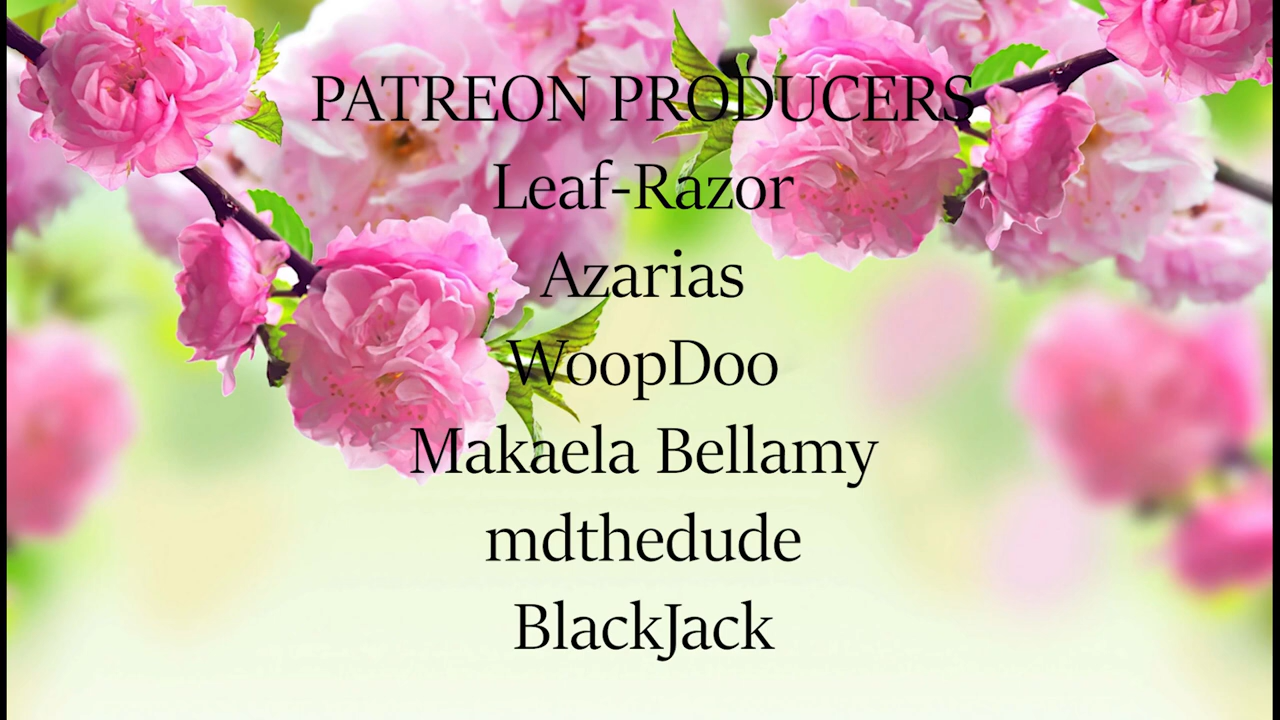 PATREON PRODUCERS
Leaf-Razor
Azarias
WoopDoo
Makaela Bellamy
mdthedude
BlackJack